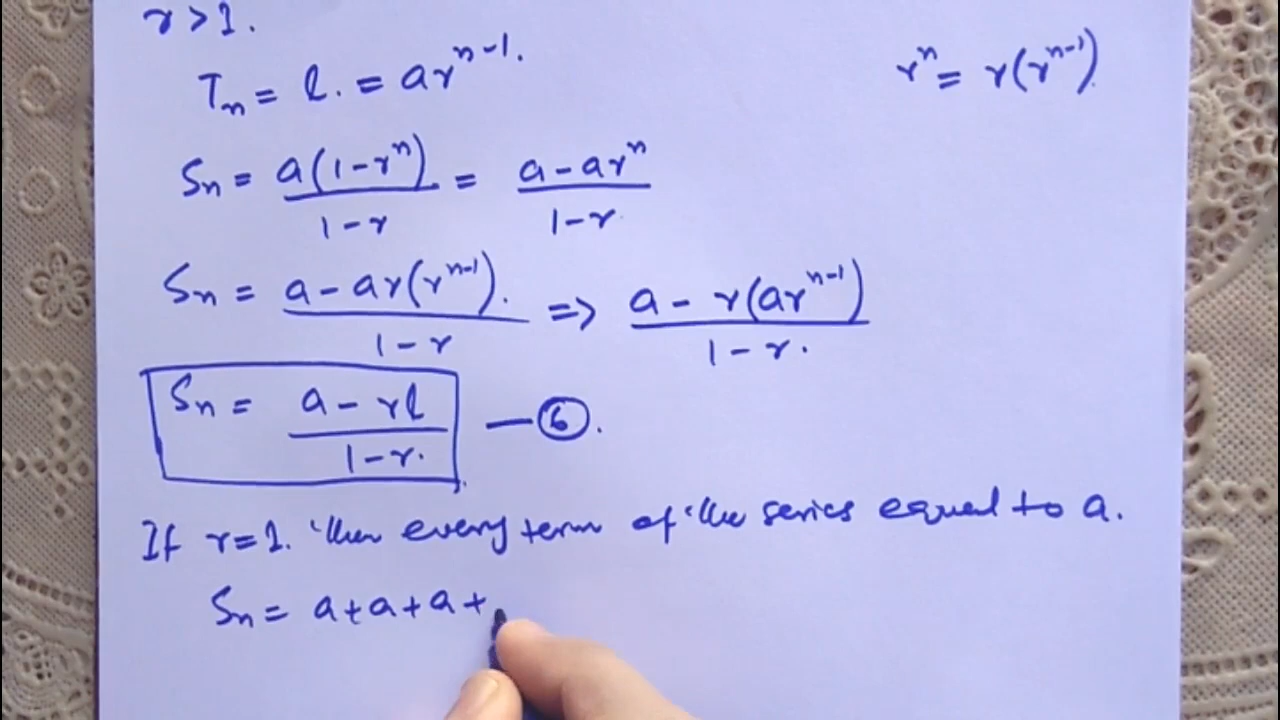 r > 1.
Tn = l. = ar^(n-1).
r^n = r(r^(n-1)).
Sn = a(1-r^n)/(1-r) = (a-ar^n)/(1-r).
Sn = (a-ar(r^(n-1)).)/(1-r) => (a-r(ar^(n-1)))/(1-r.)
Sn = (a-rl)/(1-r.) —⑥.
If r=1. then every term of the series equal to a.
Sn = a+a+a+